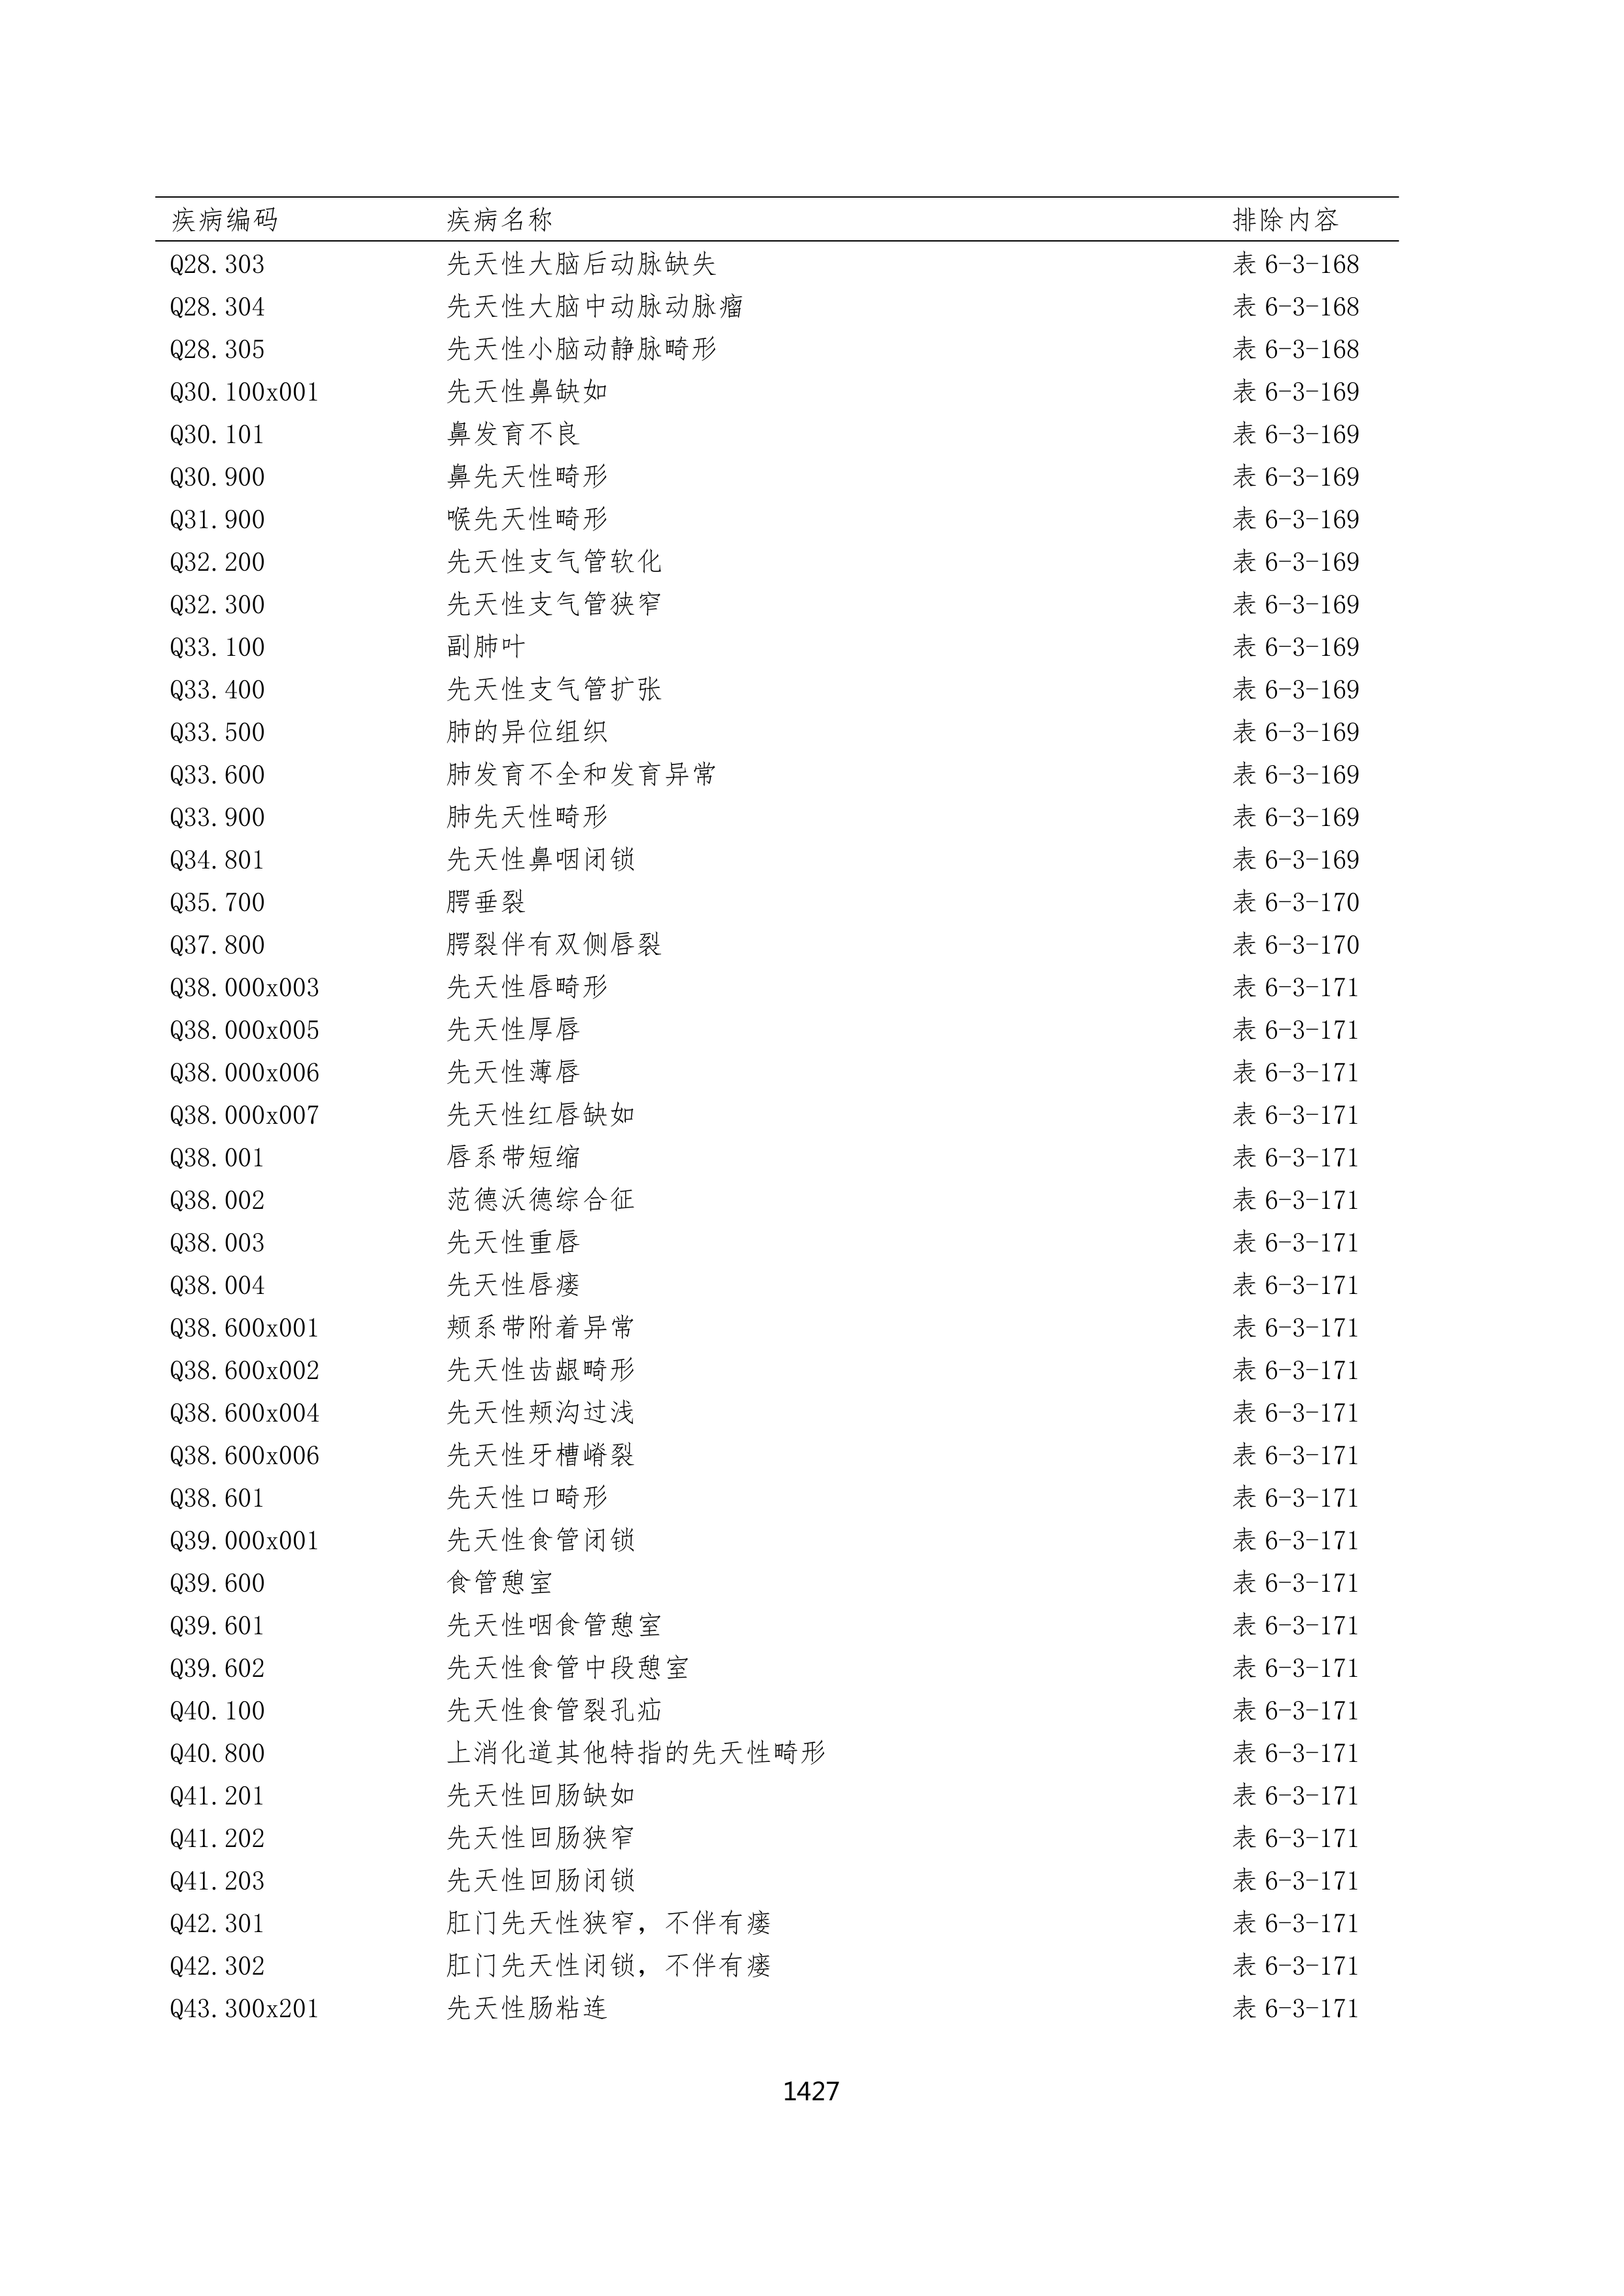 疾病编码 疾病名称 排除内容
Q28.303 先天性大脑后动脉缺失 表 6-3-168
Q28.304 先天性大脑中动脉动脉瘤 表 6-3-168
Q28.305 先天性小脑动静脉畸形 表 6-3-168
Q30.100x001 先天性鼻缺如 表 6-3-169
Q30.101 鼻发育不良 表 6-3-169
Q30.900 鼻先天性畸形 表 6-3-169
Q31.900 喉先天性畸形 表 6-3-169
Q32.200 先天性支气管软化 表 6-3-169
Q32.300 先天性支气管狭窄 表 6-3-169
Q33.100 副肺叶 表 6-3-169
Q33.400 先天性支气管扩张 表 6-3-169
Q33.500 肺的异位组织 表 6-3-169
Q33.600 肺发育不全和发育异常 表 6-3-169
Q33.900 肺先天性畸形 表 6-3-169
Q34.801 先天性鼻咽闭锁 表 6-3-169
Q35.700 腭垂裂 表 6-3-170
Q37.800 腭裂伴有双侧唇裂 表 6-3-170
Q38.000x003 先天性唇畸形 表 6-3-171
Q38.000x005 先天性厚唇 表 6-3-171
Q38.000x006 先天性薄唇 表 6-3-171
Q38.000x007 先天性红唇缺如 表 6-3-171
Q38.001 唇系带短缩 表 6-3-171
Q38.002 范德沃德综合征 表 6-3-171
Q38.003 先天性重唇 表 6-3-171
Q38.004 先天性唇瘘 表 6-3-171
Q38.600x001 颊系带附着异常 表 6-3-171
Q38.600x002 先天性齿龈畸形 表 6-3-171
Q38.600x004 先天性颊沟过浅 表 6-3-171
Q38.600x006 先天性牙槽嵴裂 表 6-3-171
Q38.601 先天性口畸形 表 6-3-171
Q39.000x001 先天性食管闭锁 表 6-3-171
Q39.600 食管憩室 表 6-3-171
Q39.601 先天性咽食管憩室 表 6-3-171
Q39.602 先天性食管中段憩室 表 6-3-171
Q40.100 先天性食管裂孔疝 表 6-3-171
Q40.800 上消化道其他特指的先天性畸形 表 6-3-171
Q41.201 先天性回肠缺如 表 6-3-171
Q41.202 先天性回肠狭窄 表 6-3-171
Q41.203 先天性回肠闭锁 表 6-3-171
Q42.301 肛门先天性狭窄，不伴有瘘 表 6-3-171
Q42.302 肛门先天性闭锁，不伴有瘘 表 6-3-171
Q43.300x201 先天性肠粘连 表 6-3-171
1427